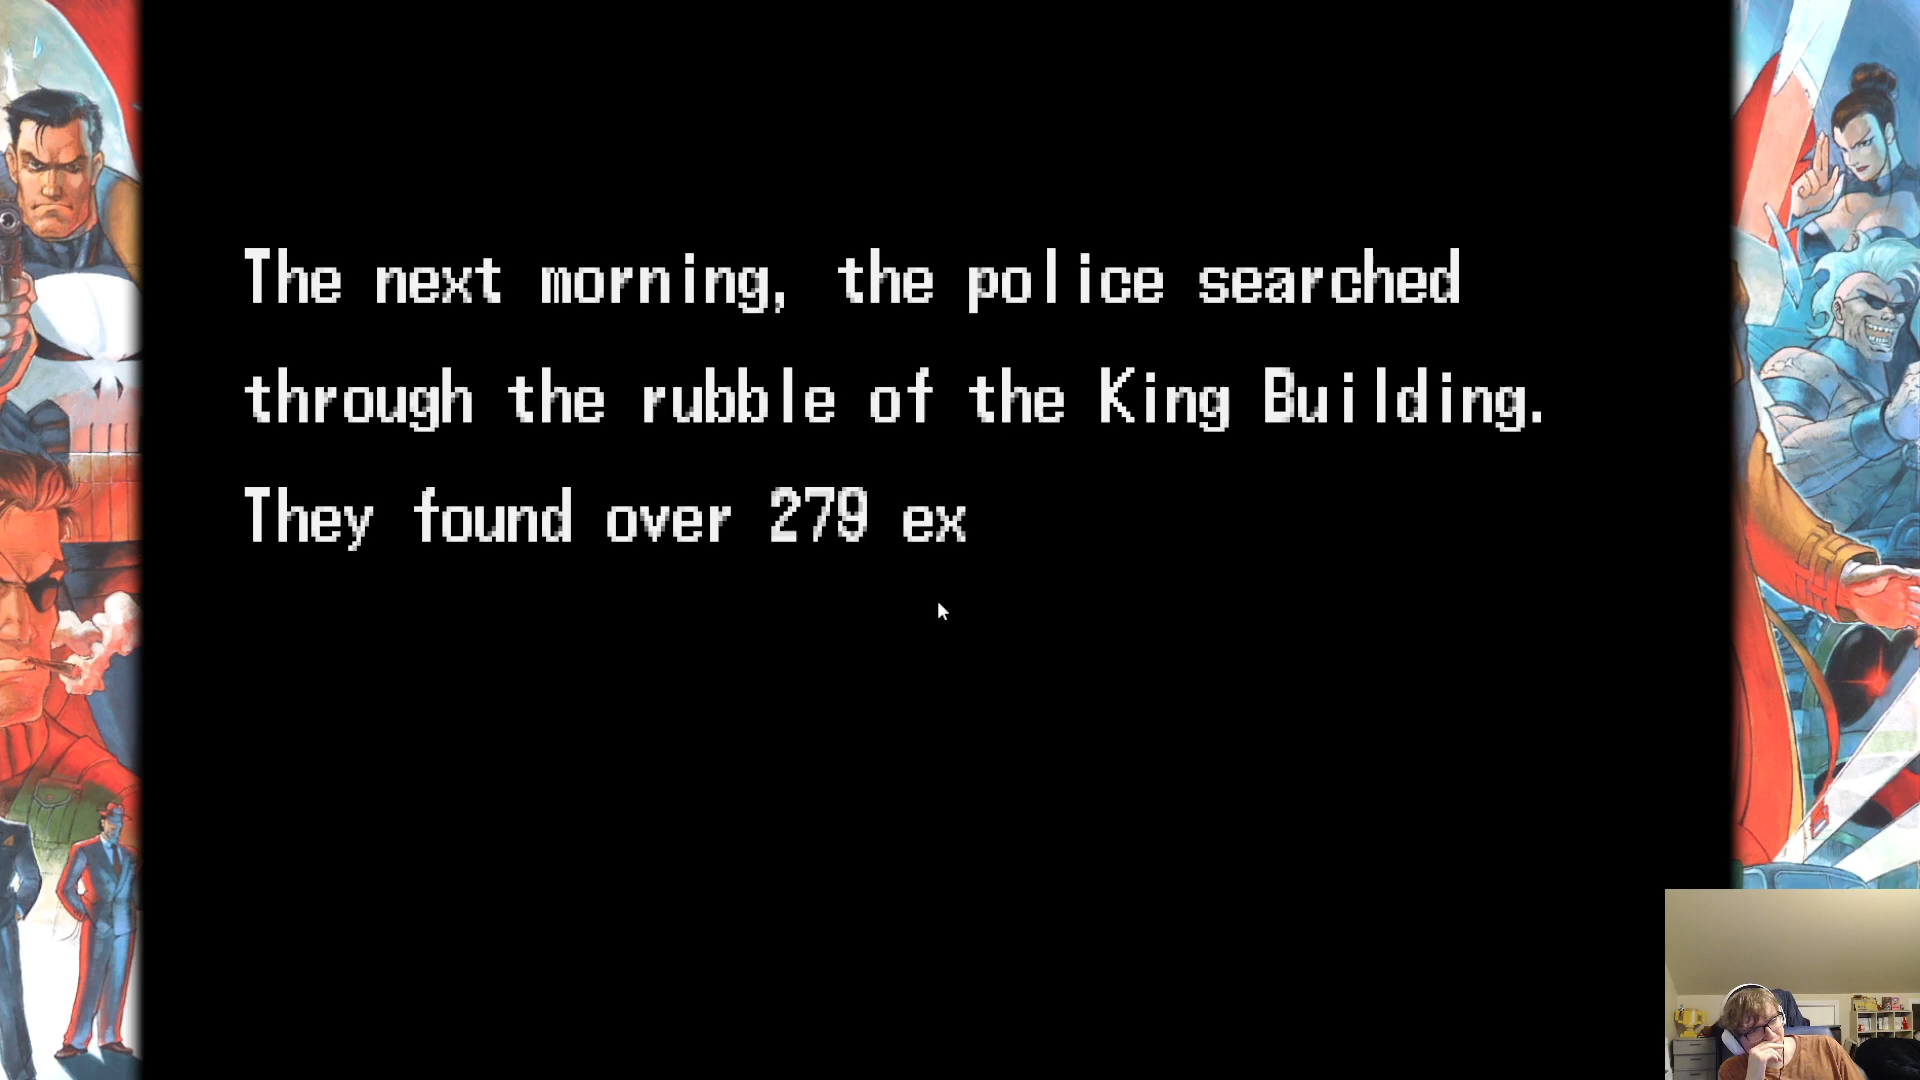 The next morning, the police searched
through the rubble of the King Building.
They found over 279 ex